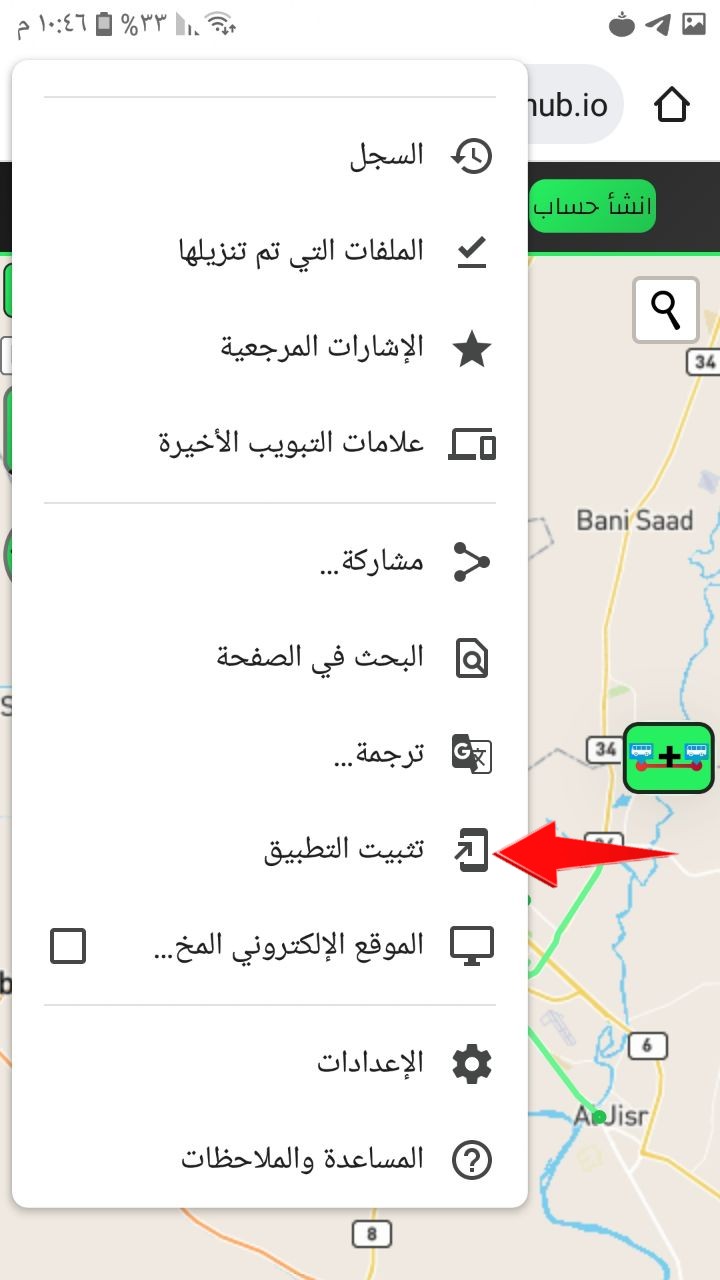 ١٠:٤٦ م
%٣٣
hub.io
انشأ حساب
السجل
الملفات التي تم تنزيلها
الإشارات المرجعية
علامات التبويب الأخيرة
مشاركة...
البحث في الصفحة
ترجمة...
تثبيت التطبيق
الموقع الإلكتروني المخ...
الإعدادات
المساعدة والملاحظات
34
Bani Saad
34
6
Al Jisr
8